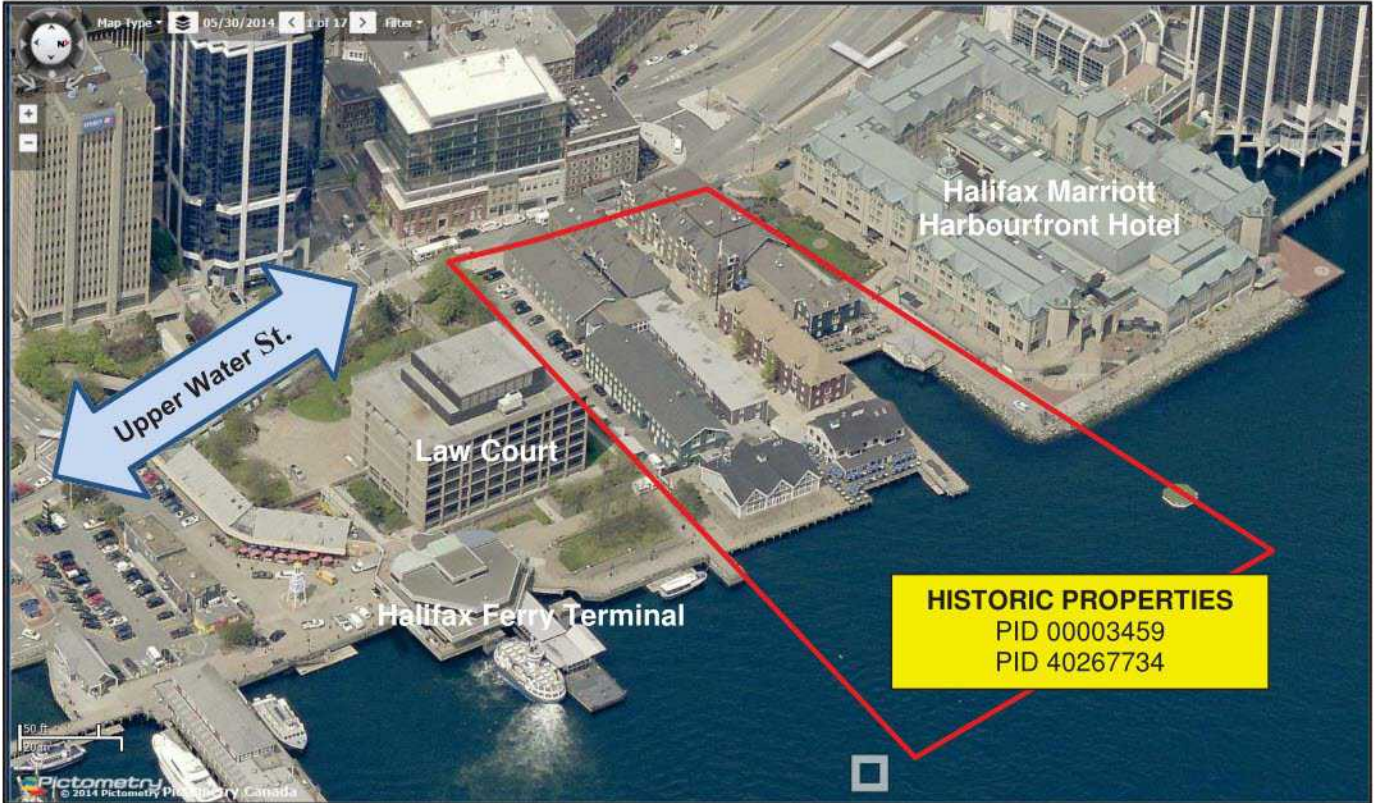 Map Type
05/30/2014
1 of 17
Filter
N
Halifax Marriott
Harbourfront Hotel
Upper Water St.
Law Court
Halifax Ferry Terminal
HISTORIC PROPERTIES
PID 00003459
PID 40267734
50 ft
20 m
Pictometry
© 2014 Pictometry Pictometry Canada